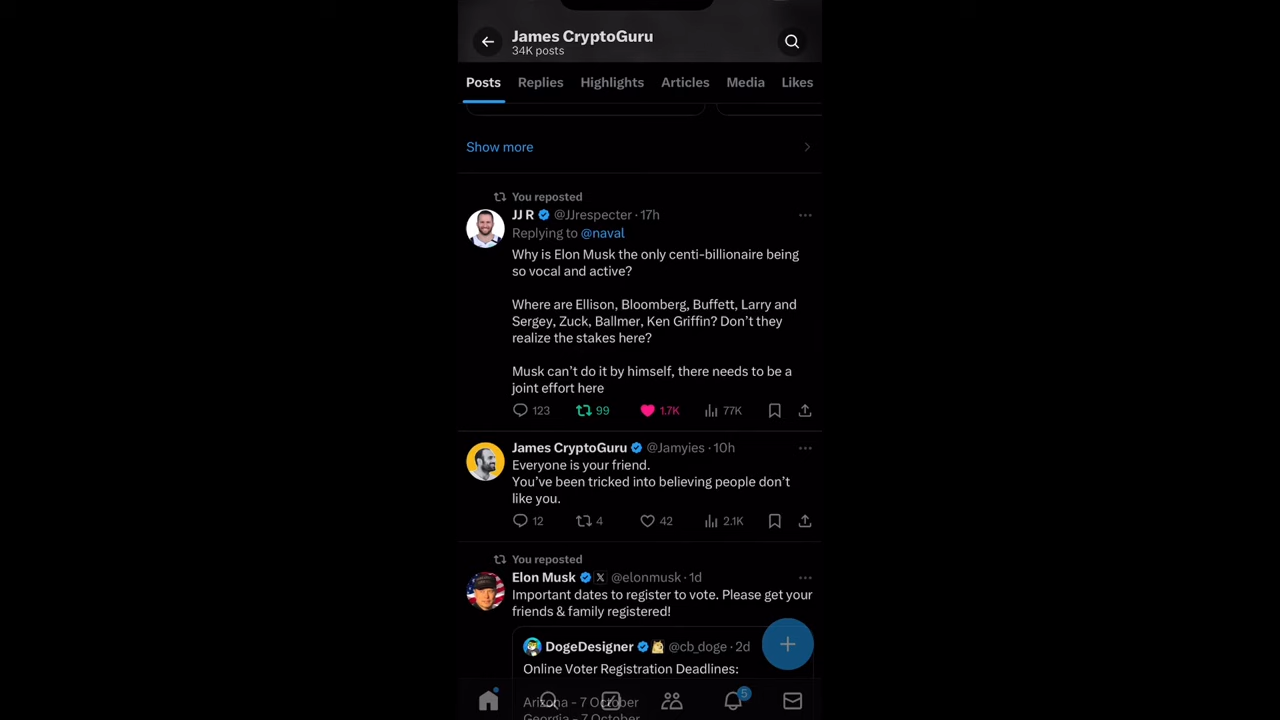 James CryptoGuru
34K posts
Posts Replies Highlights Articles Media Likes
Show more
You reposted
JJ R @JJrespecter · 17h
Replying to @naval
Why is Elon Musk the only centi-billionaire being
so vocal and active?
Where are Ellison, Bloomberg, Buffett, Larry and
Sergey, Zuck, Ballmer, Ken Griffin? Don’t they
realize the stakes here?
Musk can’t do it by himself, there needs to be a
joint effort here
123 99 1.7K 77K
James CryptoGuru @Jamyies · 10h
Everyone is your friend.
You’ve been tricked into believing people don’t
like you.
12 4 42 2.1K
You reposted
Elon Musk X @elonmusk · 1d
Important dates to register to vote. Please get your
friends & family registered!
DogeDesigner @cb_doge · 2d
Online Voter Registration Deadlines:
Arizona - 7 October
Georgia - 7 October
5